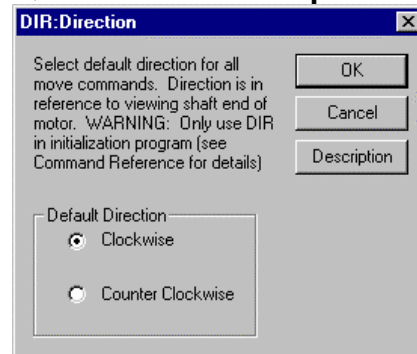 DIR:Direction
Select default direction for all
move commands. Direction is in
reference to viewing shaft end of
motor. WARNING: Only use DIR
in initialization program (see
Command Reference for details)
OK
Cancel
Description
Default Direction
Clockwise
Counter Clockwise